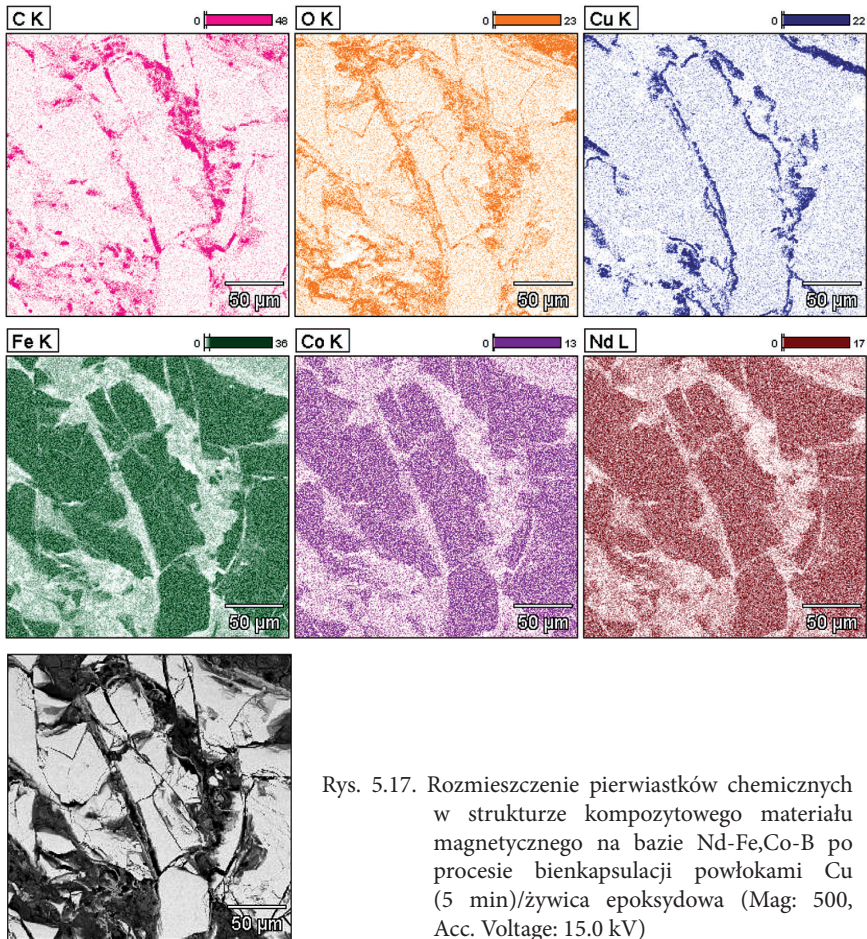 C K 0 48
O K 0 23
Cu K 0 22
50 µm
50 µm
50 µm
Fe K 0 36
Co K 0 13
Nd L 0 17
50 µm
50 µm
50 µm
50 µm
Rys. 5.17. Rozmieszczenie pierwiastków chemicznych
w strukturze kompozytowego materiału
magnetycznego na bazie Nd-Fe,Co-B po
procesie bienkapsulacji powłokami Cu
(5 min)/żywica epoksydowa (Mag: 500,
Acc. Voltage: 15.0 kV)